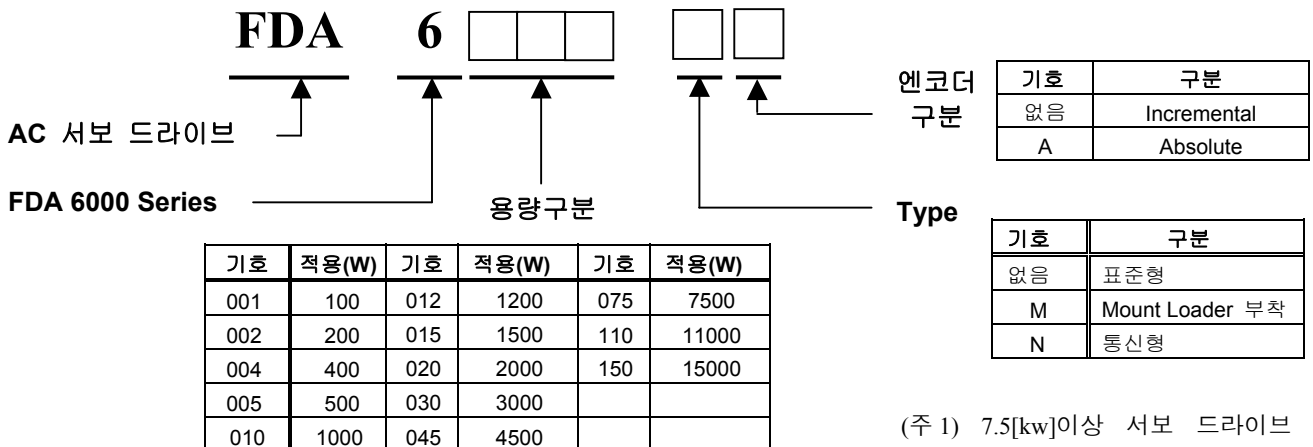 FDA 6
AC 서보 드라이브
FDA 6000 Series
용량구분
엔코더
구분
기호 구분
없음 Incremental
A Absolute
Type
기호 구분
없음 표준형
M Mount Loader 부착
N 통신형
기호 적용(W) 기호 적용(W) 기호 적용(W)
001 100 012 1200 075 7500
002 200 015 1500 110 11000
004 400 020 2000 150 15000
005 500 030 3000
010 1000 045 4500
(주 1) 7.5[kw]이상 서보 드라이브